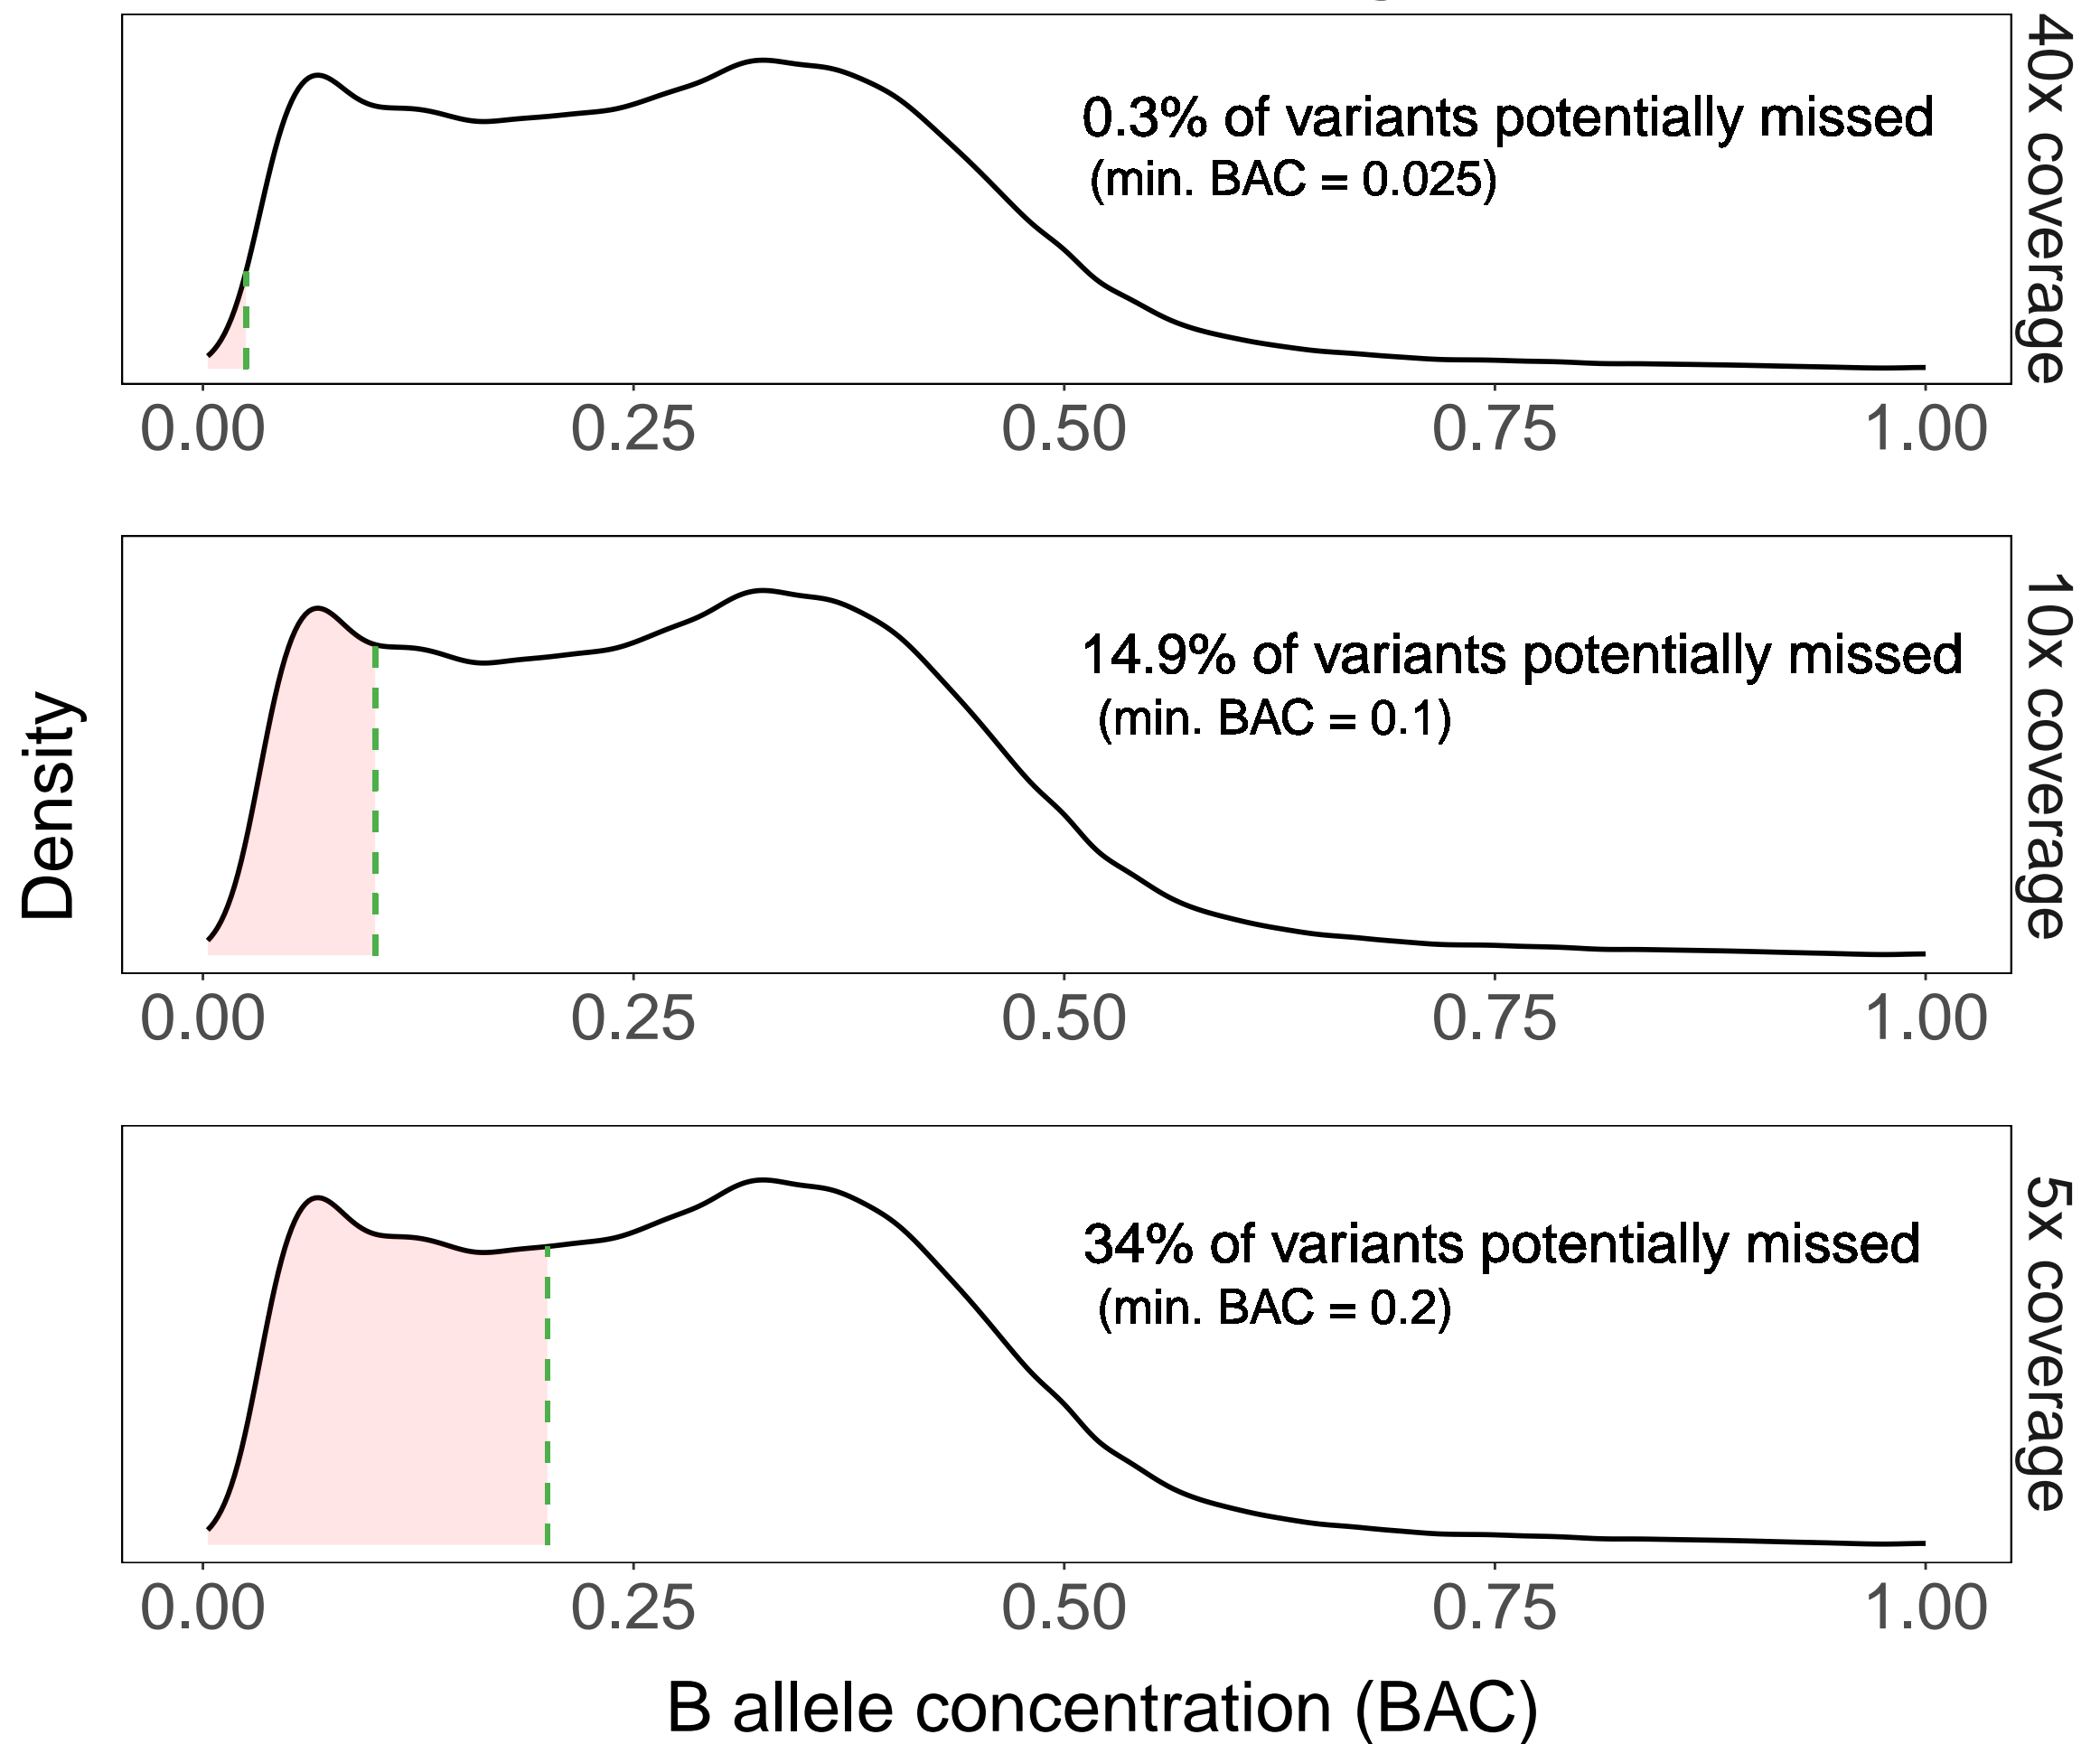 40x coverage
0.3% of variants potentially missed
(min. BAC = 0.025)
0.00 0.25 0.50 0.75 1.00
10x coverage
14.9% of variants potentially missed
(min. BAC = 0.1)
0.00 0.25 0.50 0.75 1.00
Density
5x coverage
34% of variants potentially missed
(min. BAC = 0.2)
0.00 0.25 0.50 0.75 1.00
B allele concentration (BAC)